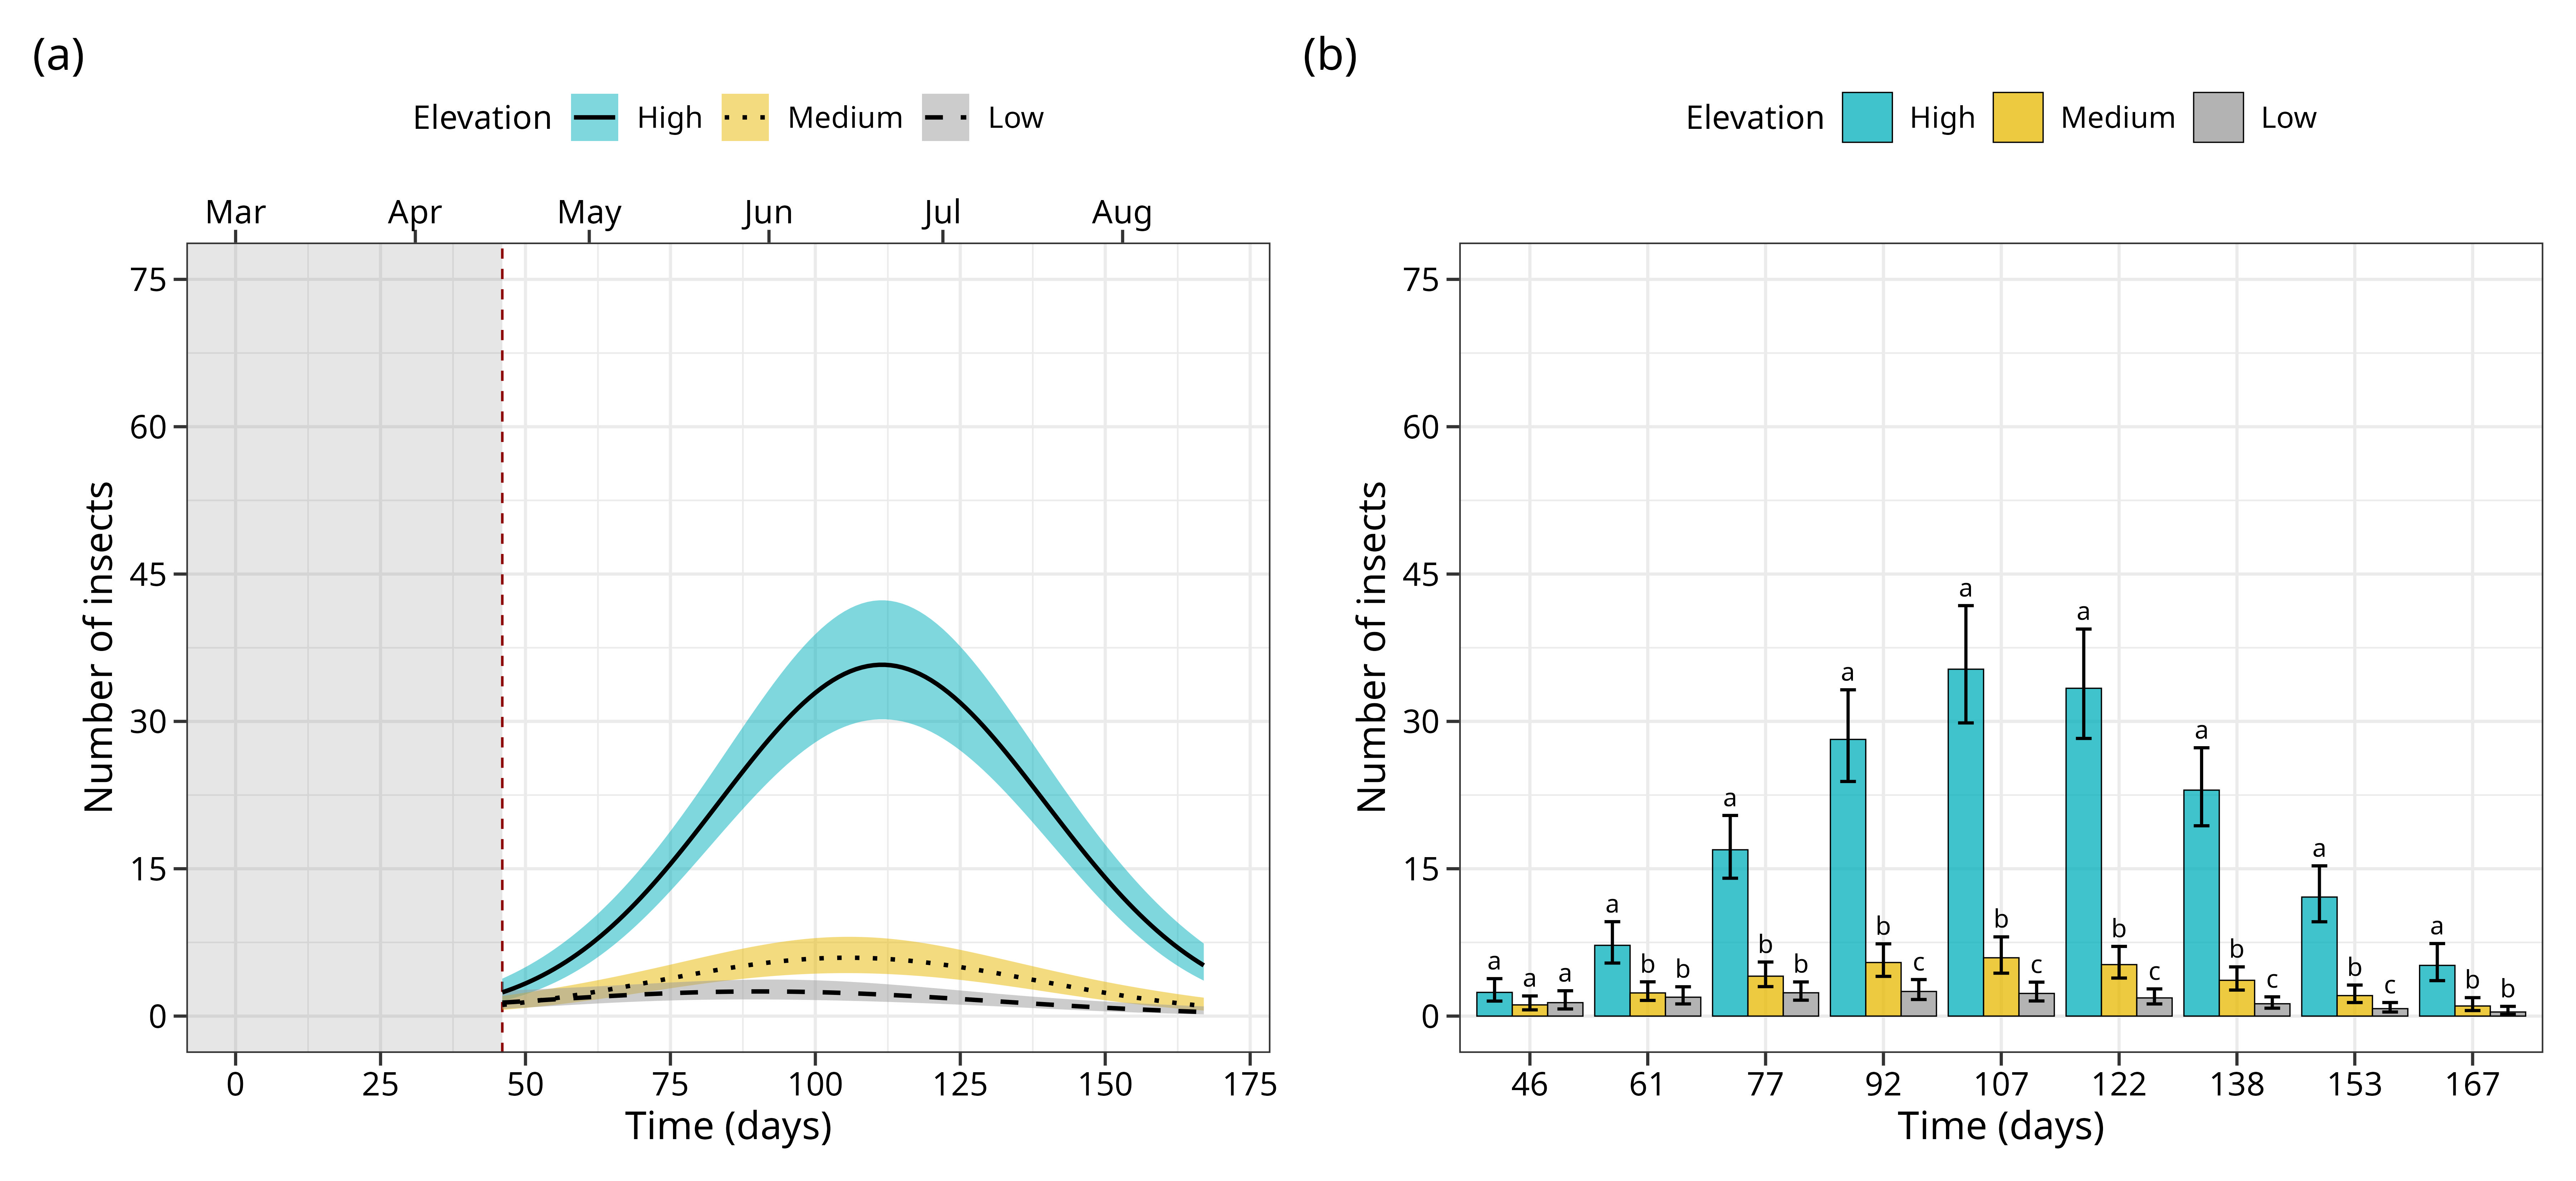 (a)
Elevation High Medium Low
Mar Apr May Jun Jul Aug
75
60
45
30
15
0
Number of insects
0 25 50 75 100 125 150 175
Time (days)
(b)
Elevation High Medium Low
75
60
45
30
15
0
Number of insects
a a a
a b b
a b b
a b c
a b c
a b c
a b c
a b c
a b b
46 61 77 92 107 122 138 153 167
Time (days)